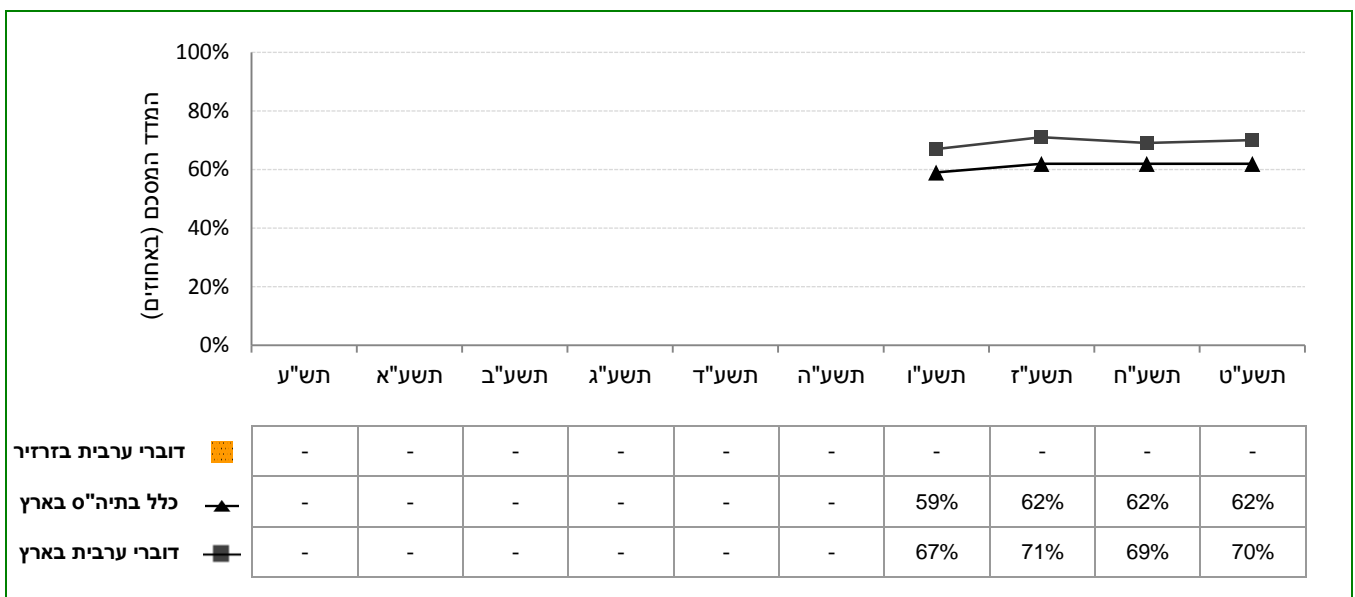 המדד המסכם (באחוזים)
100%
80%
60%
40%
20%
0%
תש"ע תשע"א תשע"ב תשע"ג תשע"ד תשע"ה תשע"ו תשע"ז תשע"ח תשע"ט
דוברי ערבית בזרזיר - - - - - - - - - -
כלל בתיה"ס בארץ - - - - - - 59% 62% 62% 62%
דוברי ערבית בארץ - - - - - - 67% 71% 69% 70%